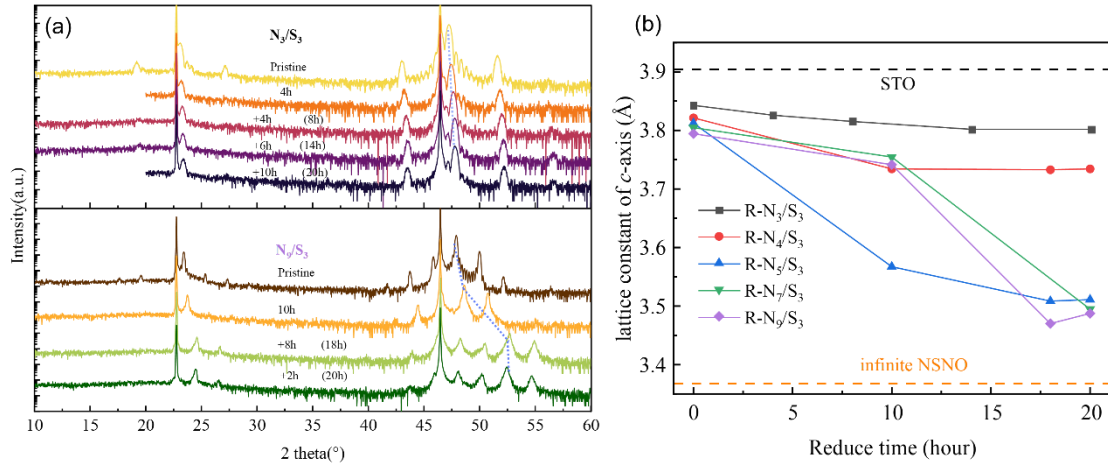 (a)
N₃/S₃
Pristine
4h
+4h (8h)
+6h (14h)
+10h (20h)
N₉/S₃
Pristine
10h
+8h (18h)
+2h (20h)
Intensity(a.u.)
10 15 20 25 30 35 40 45 50 55 60
2 theta(°)
(b)
3.9
3.8
3.7
3.6
3.5
3.4
lattice constant of c-axis (Å)
STO
R-N₃/S₃
R-N₄/S₃
R-N₅/S₃
R-N₇/S₃
R-N₉/S₃
infinite NSNO
0 5 10 15 20
Reduce time (hour)